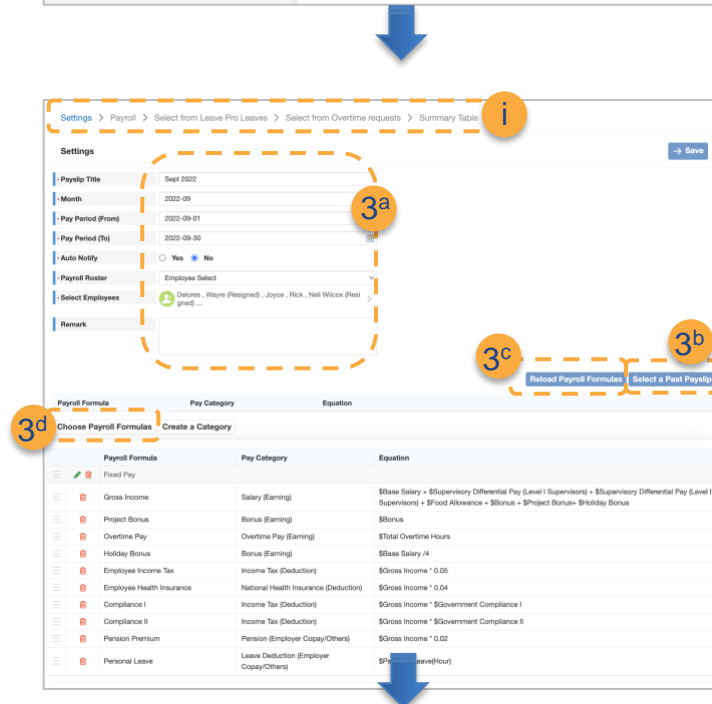 Settings > Payroll > Select from Leave Pro Leaves > Select from Overtime requests > Summary Table
i
Settings
→ Save
Payslip Title
Sept 2022
3a
Month
2022-09
Pay Period (From)
2022-09-01
Pay Period (To)
2022-09-30
Auto Notify
Yes No
Payroll Roster
Employee Select
Select Employees
Delores , Wayre (Resigned) , Joyce , Rick , Nell Wilcox (Resi
gned) ...
Remark
3c
3b
Reload Payroll Formulas
Select a Past Payslip
Payroll Formula Pay Category Equation
3d
Choose Payroll Formulas Create a Category
Payroll Formula Pay Category Equation
Fixed Pay
Gross Income Salary (Earning) $Base Salary + $Supervisory Differential Pay (Level I Supervisors) + $Supervisory Differential Pay (Level I
Supervisors) + $Food Allowance + $Bonus + $Project Bonus+ $Holiday Bonus
Project Bonus Bonus (Earning) $Bonus
Overtime Pay Overtime Pay (Earning) $Total Overtime Hours
Holiday Bonus Bonus (Earning) $Base Salary /4
Employee Income Tax Income Tax (Deduction) $Gross Income * 0.05
Employee Health Insurance National Health Insurance (Deduction) $Gross Income * 0.04
Compliance I Income Tax (Deduction) $Gross Income * $Government Compliance I
Compliance II Income Tax (Deduction) $Gross Income * $Government Compliance II
Pension Premium Pension (Employer Copay/Others) $Gross Income * 0.02
Personal Leave Leave Deduction (Employer
Copay/Others)